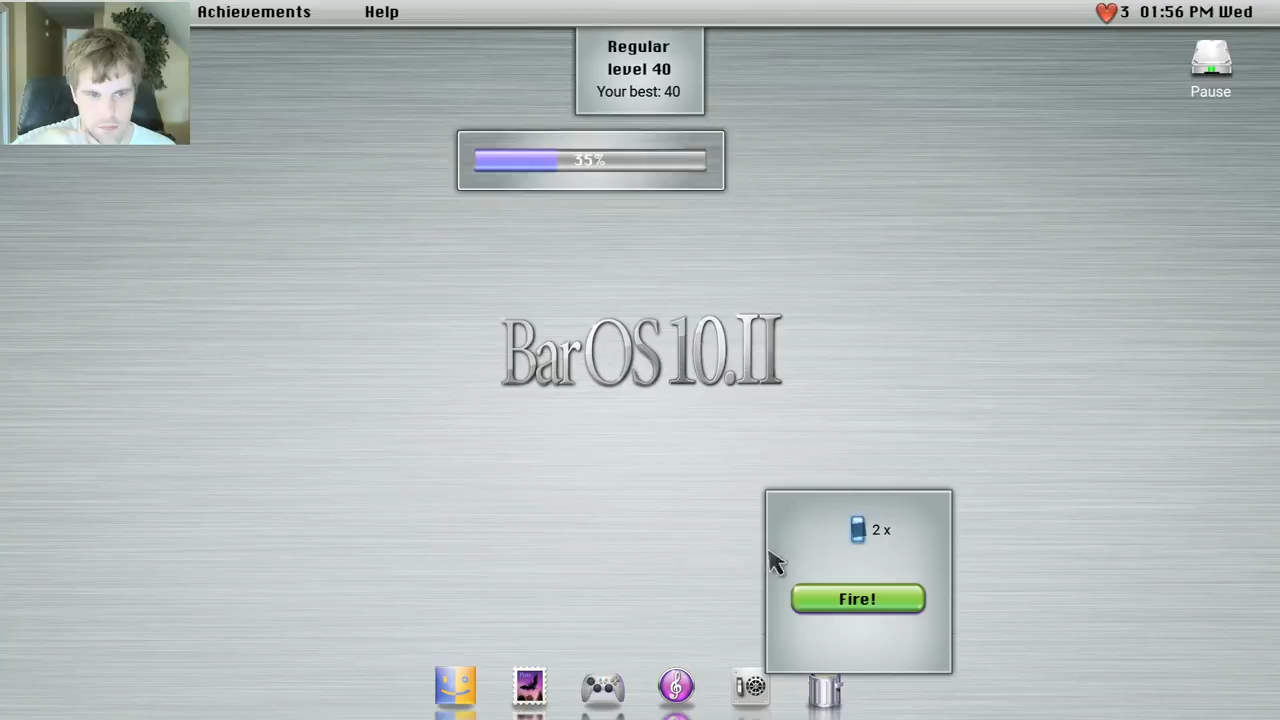 Achievements Help 3 01:56 PM Wed
Regular
level 40
Your best: 40
Pause
35%
BarOS 10.II
2 x
Fire!